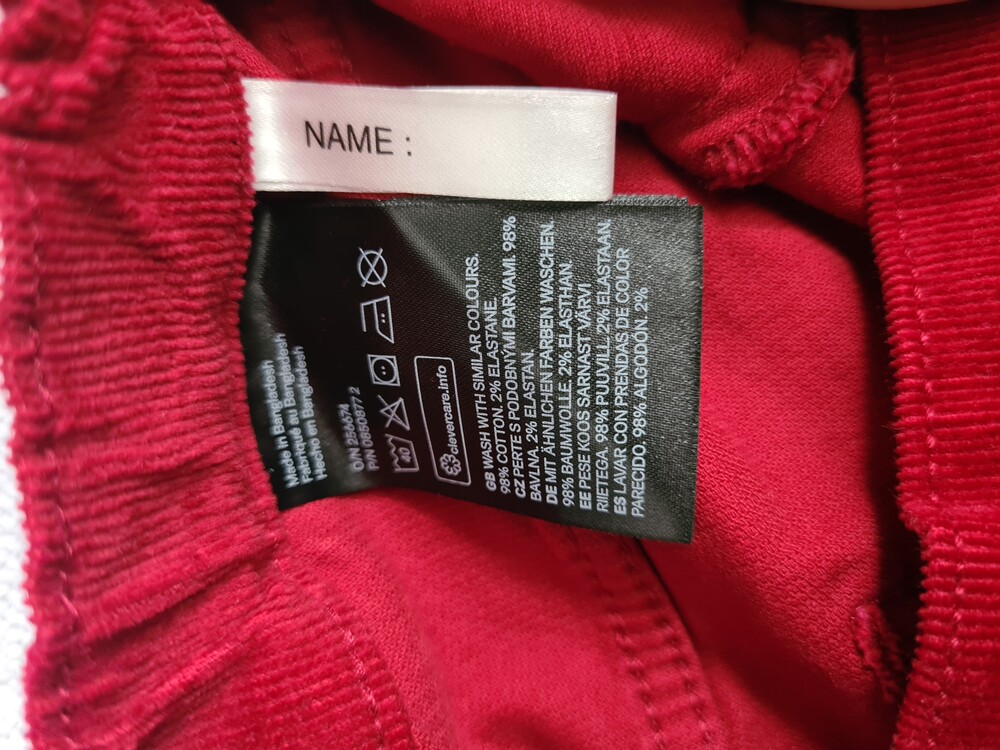 NAME :
Made in Bangladesh
Fabriqué au Bangladesh
Hecho en Bangladesh
O/N 256674
P/N 0850877 2
40
clevercare.info
GB WASH WITH SIMILAR COLOURS.
98% COTTON. 2% ELASTANE.
CZ PERTE S PODOBNÝMI BARVAMI. 98%
BAVLNA. 2% ELASTAN.
DE MIT ÄHNLICHEN FARBEN WASCHEN.
98% BAUMWOLLE. 2% ELASTHAN.
EE PESE KOOS SARNAST VÄRVI
RIIETEGA. 98% PUUVILL. 2% ELASTAAN.
ES LAVAR CON PRENDAS DE COLOR
PARECIDO. 98% ALGODÓN. 2%